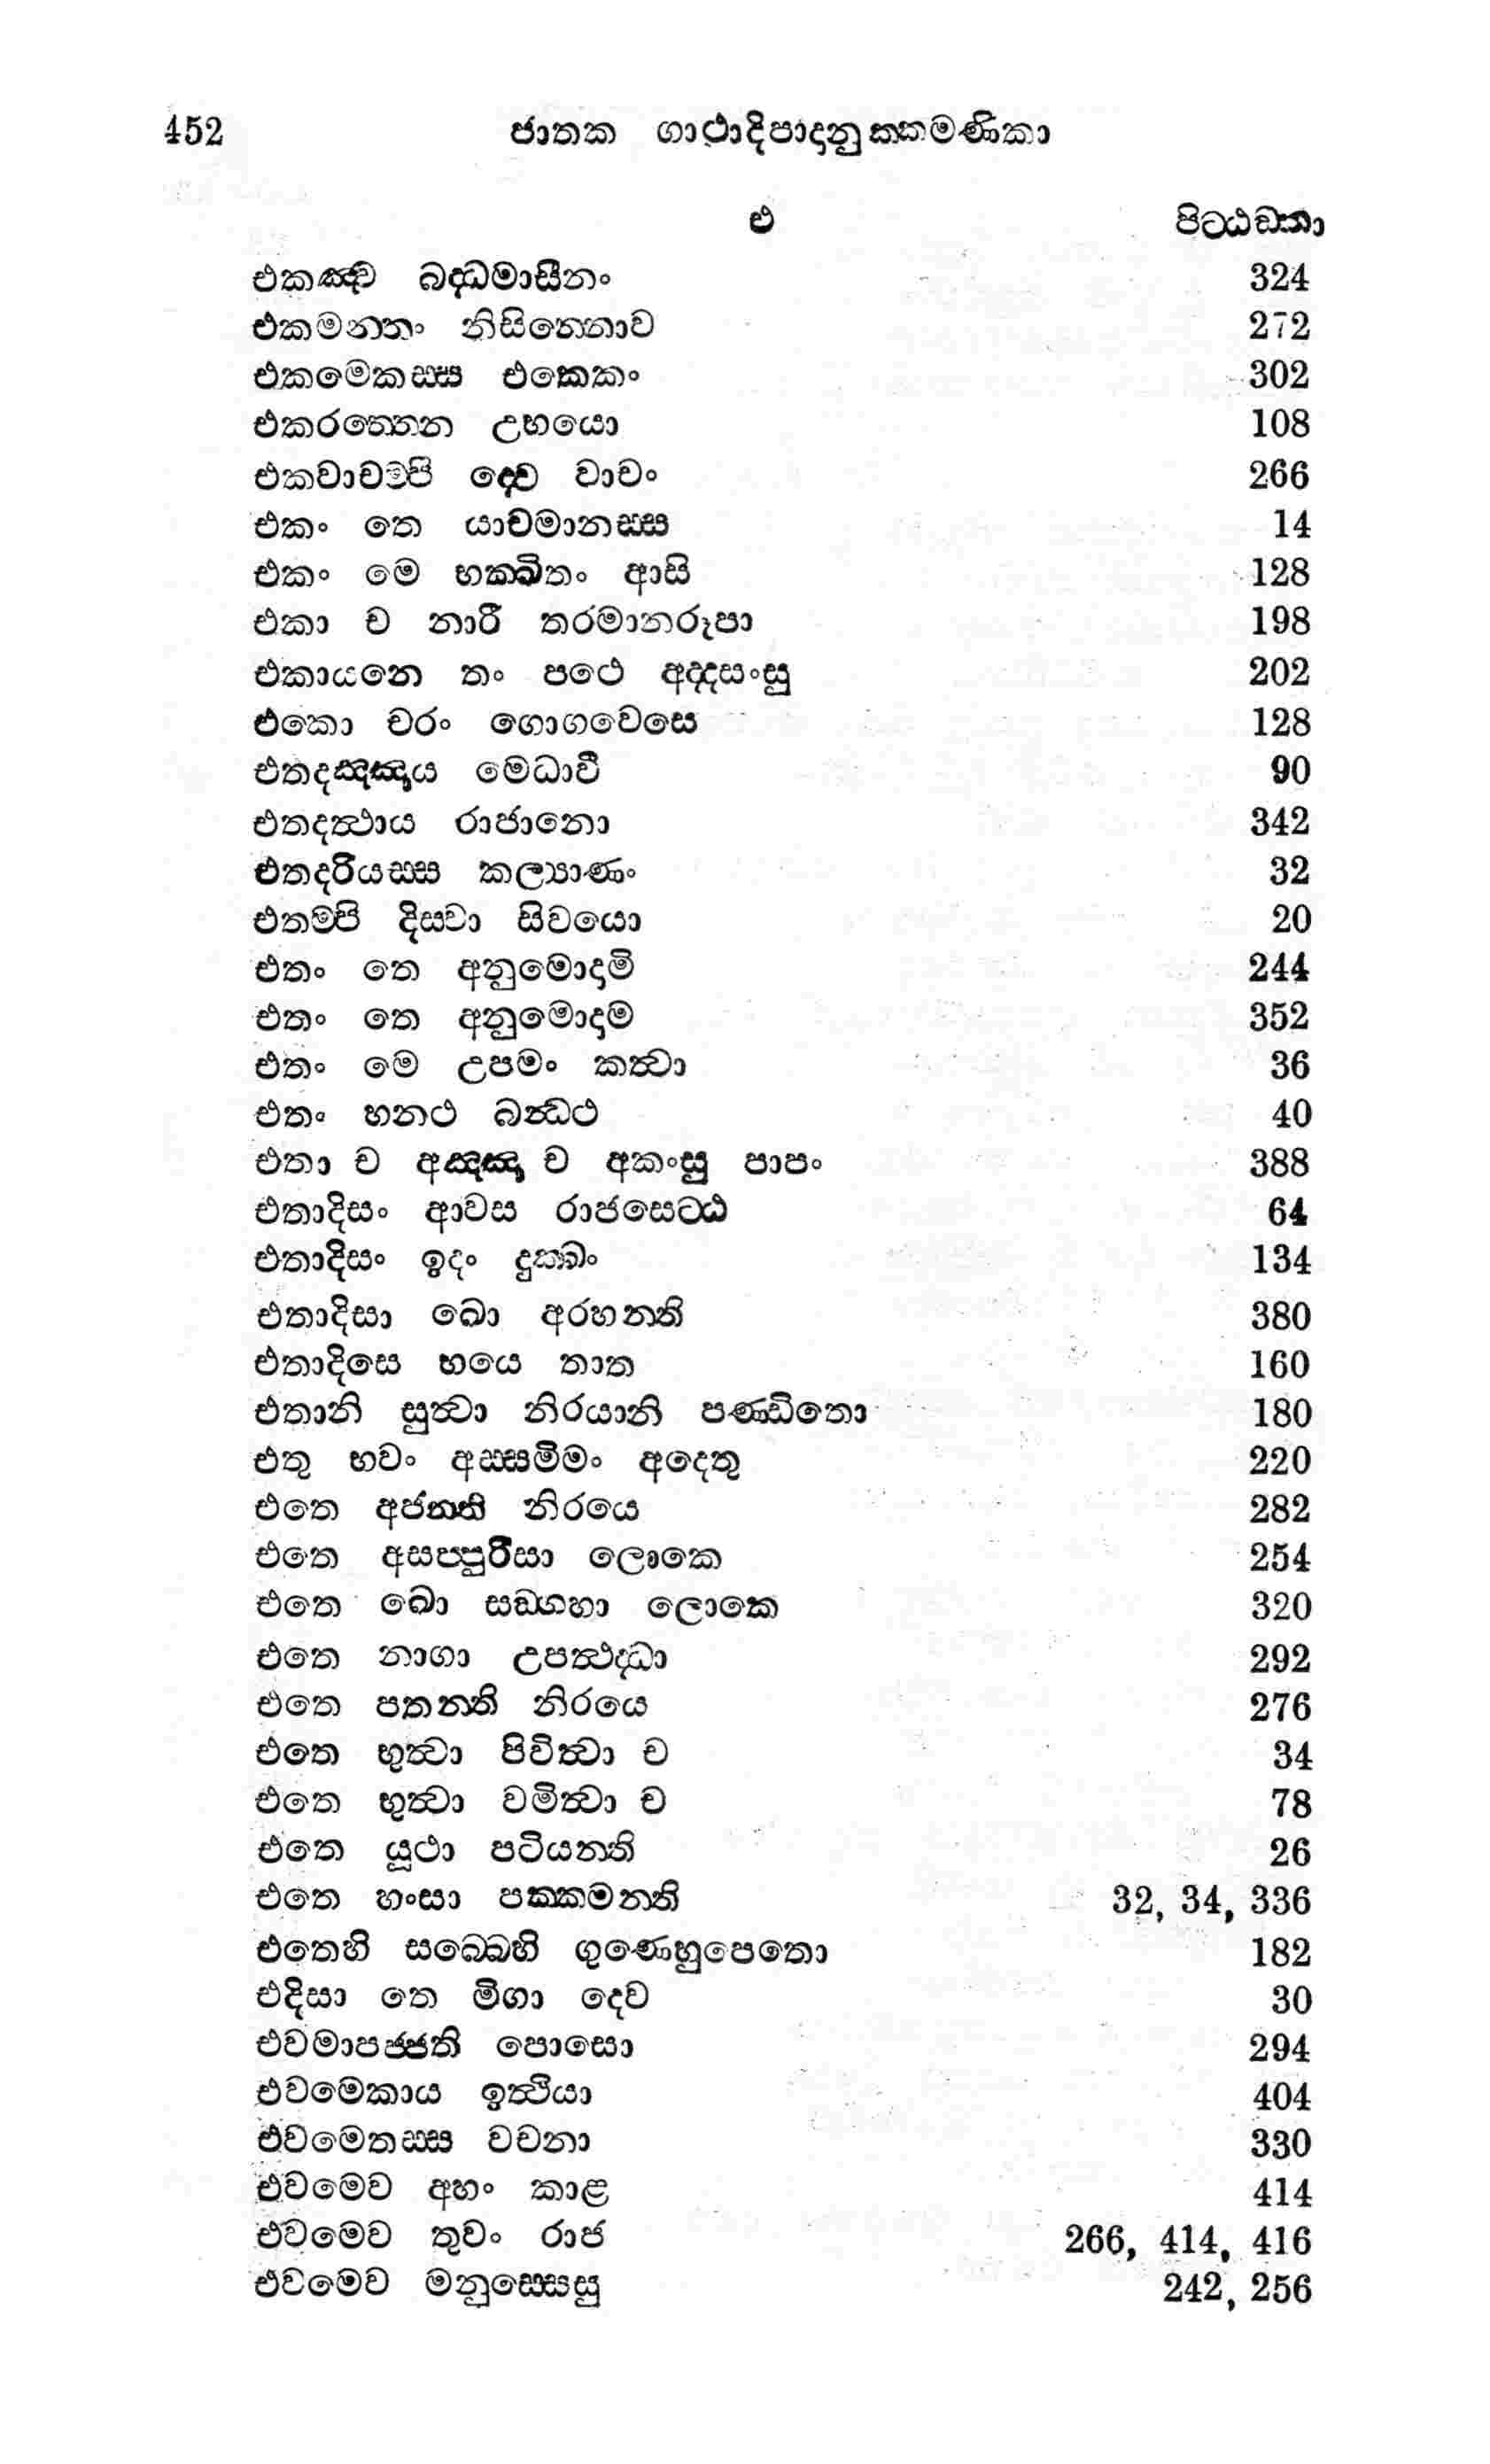 452 ජාතක ගාථාදිපාදානුක්කමණිකා
එ පිට්ඨඞ්කා
එකඤ්ච බද්ධමාසීනං 324
එකමන්තං නිසින්නොව 272
එකමෙකස්ස එකෙකං 302
එකරත්තෙන උභයො 108
එකවාචම්පි ද්වෙ වාචං 266
එකං තෙ යාචමානස්ස 14
එකං මෙ භක්ඛිතං ආසි 128
එකා ච නාරී තරමානරූපා 198
එකායනෙ තං පථෙ අද්දසංසු 202
එකො චරං ගොගවෙසෙ 128
එතදඤ්ඤාය මෙධාවී 90
එතදත්ථාය රාජානො 342
එතදරියස්ස කල්‍යාණං 32
එතම්පි දිස්වා සිවයො 20
එතං තෙ අනුමොදාමි 244
එතං තෙ අනුමොදාම 352
එතං මෙ උපමං කත්වා 36
එතං හනථ බන්ධථ 40
එතා ච අඤ්ඤා ච අකංසු පාපං 388
එතාදිසං ආවස රාජසෙට්ඨ 64
එතාදිසං ඉදං දුක්ඛං 134
එතාදිසා ඛො අරහන්ති 380
එතාදිසෙ භයෙ තාත 160
එතානි සුත්වා නිරයානි පණ්ඩිතො 180
එතු භවං අස්සමිමං අදෙතු 220
එතෙ අජන්ති නිරයෙ 282
එතෙ අසප්පුරිසා ලොකෙ 254
එතෙ ඛො සඞ්ගහා ලොකෙ 320
එතෙ නාගා උපත්ථද්ධා 292
එතෙ පතන්ති නිරයෙ 276
එතෙ භුත්වා පිවිත්වා ච 34
එතෙ භුත්වා වමිත්වා ච 78
එතෙ යූථා පටියන්ති 26
එතෙ හංසා පක්කමන්ති 32, 34, 336
එතෙහි සබ්බෙහි ගුණෙහුපෙතො 182
එදිසා තෙ මිගා දෙව 30
එවමාපජ්ජති පොසො 294
එවමෙකාය ඉත්ථියා 404
එවමෙතස්ස වචනා 330
එවමෙව අහං කාළ 414
එවමෙව තුවං රාජ 266, 414, 416
එවමෙව මනුස්සෙසු 242, 256